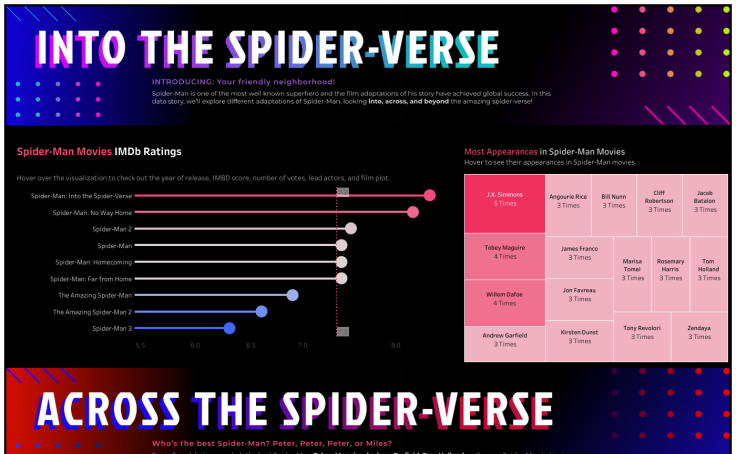 INTO THE SPIDER-VERSE
INTRODUCING: Your friendly neighborhood!
Spider-Man is one of the most well known superhero and the film adaptations of his story have achieved global success. In this
data story, we'll explore different adaptations of Spider-Man, looking into, across, and beyond the amazing spider-verse!
Spider-Man Movies IMDb Ratings
Hover over the visualization to check out the year of release, IMBD score, number of votes, lead actors, and film plot.
Spider-Man: Into the Spider-Verse
Spider-Man: No Way Home
Spider-Man 2
Spider-Man
Spider-Man: Homecoming
Spider-Man: Far from Home
The Amazing Spider-Man
The Amazing Spider-Man 2
Spider-Man 3
5.5 6.0 6.5 7.0 8.0
Most Appearances in Spider-Man Movies
Hover to see their appearances in Spider-Man movies.
J.K. Simmons
5 Times
Tobey Maguire
4 Times
Willem Dafoe
4 Times
Andrew Garfield
3 Times
Angourie Rice
3 Times
Bill Nunn
3 Times
Cliff
Robertson
3 Times
Jacob
Batalon
3 Times
James Franco
3 Times
Jon Favreau
3 Times
Kirsten Dunst
3 Times
Marisa
Tomei
3 Times
Rosemary
Harris
3 Times
Tom
Holland
3 Times
Tony Revolori
3 Times
Zendaya
3 Times
ACROSS THE SPIDER-VERSE
Who's the best Spider-Man? Peter, Peter, Peter, or Miles?